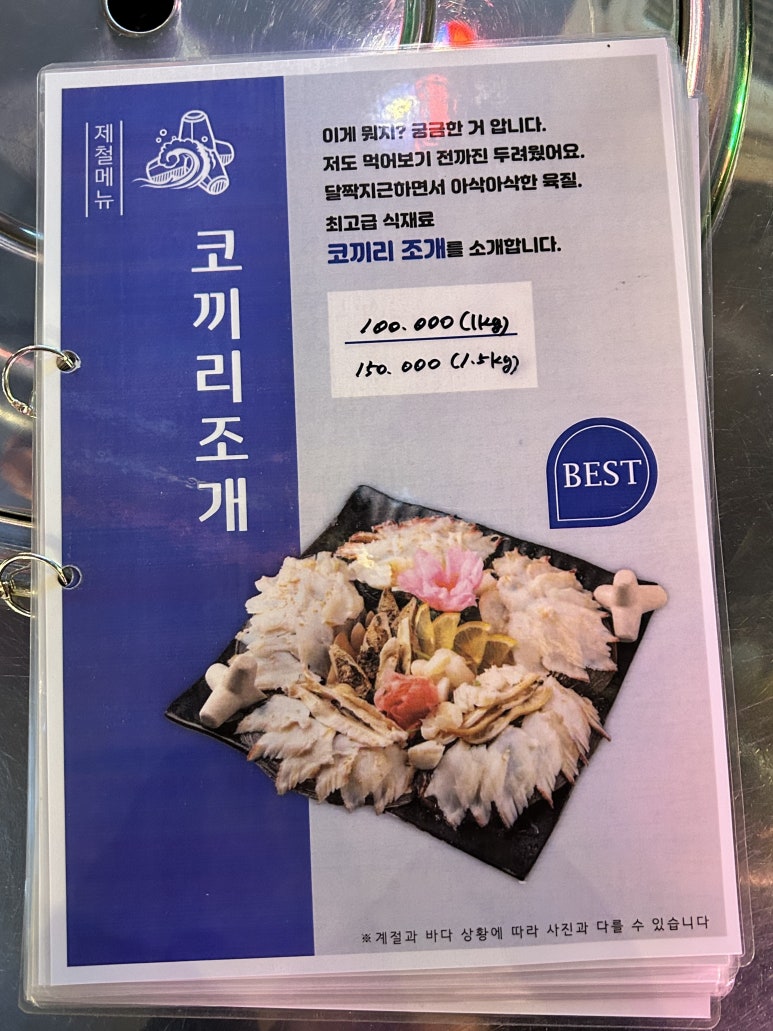 제철메뉴
코끼리조개
이게 뭐지? 궁금한 거 압니다.
저도 먹어보기 전까진 두려웠어요.
달짝지근하면서 아삭아삭한 육질.
최고급 식재료
코끼리 조개를 소개합니다.
100.000 (1kg)
150.000 (1.5kg)
BEST
※계절과 바다 상황에 따라 사진과 다를 수 있습니다